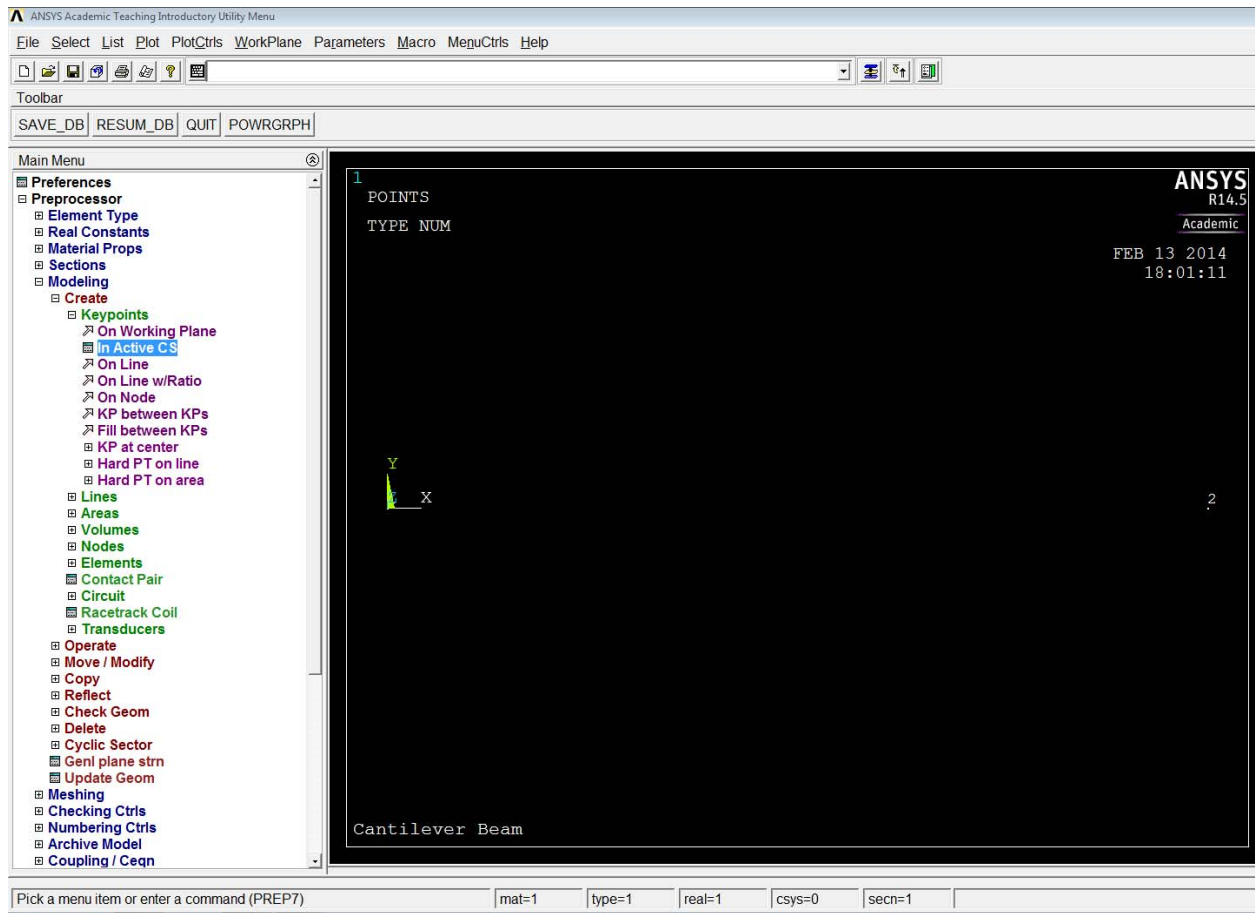 ANSYS Academic Teaching Introductory Utility Menu
File Select List Plot PlotCtrls WorkPlane Parameters Macro MenuCtrls Help
Toolbar
SAVE_DB RESUM_DB QUIT POWRGRPH
Main Menu
Preferences
Preprocessor
Element Type
Real Constants
Material Props
Sections
Modeling
Create
Keypoints
On Working Plane
In Active CS
On Line
On Line w/Ratio
On Node
KP between KPs
Fill between KPs
KP at center
Hard PT on line
Hard PT on area
Lines
Areas
Volumes
Nodes
Elements
Contact Pair
Circuit
Racetrack Coil
Transducers
Operate
Move / Modify
Copy
Reflect
Check Geom
Delete
Cyclic Sector
Genl plane strn
Update Geom
Meshing
Checking Ctrls
Numbering Ctrls
Archive Model
Coupling / Ceqn
1
POINTS
TYPE NUM
ANSYS
R14.5
Academic
FEB 13 2014
18:01:11
Y
Z X
2
Cantilever Beam
Pick a menu item or enter a command (PREP7) mat=1 type=1 real=1 csys=0 secn=1